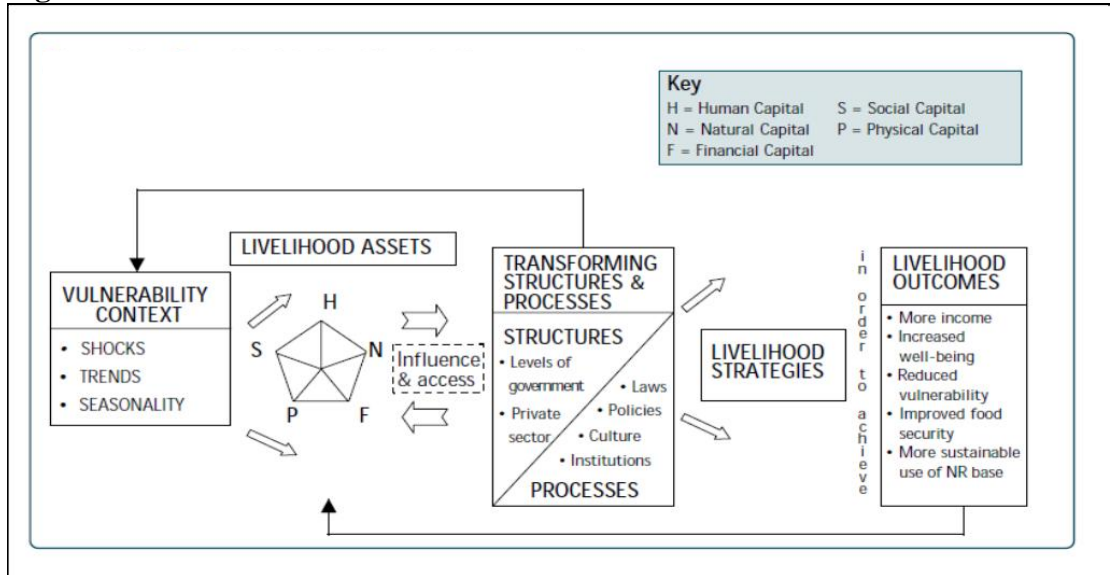 Key
H = Human Capital S = Social Capital
N = Natural Capital P = Physical Capital
F = Financial Capital
LIVELIHOOD ASSETS
VULNERABILITY
CONTEXT
• SHOCKS
• TRENDS
• SEASONALITY
H
S
N
P
F
Influence
& access
TRANSFORMING
STRUCTURES &
PROCESSES
STRUCTURES
• Levels of
government
• Private
sector
• Laws
• Policies
• Culture
• Institutions
PROCESSES
LIVELIHOOD
STRATEGIES
in order to achieve
LIVELIHOOD
OUTCOMES
• More income
• Increased
well-being
• Reduced
vulnerability
• Improved food
security
• More sustainable
use of NR base